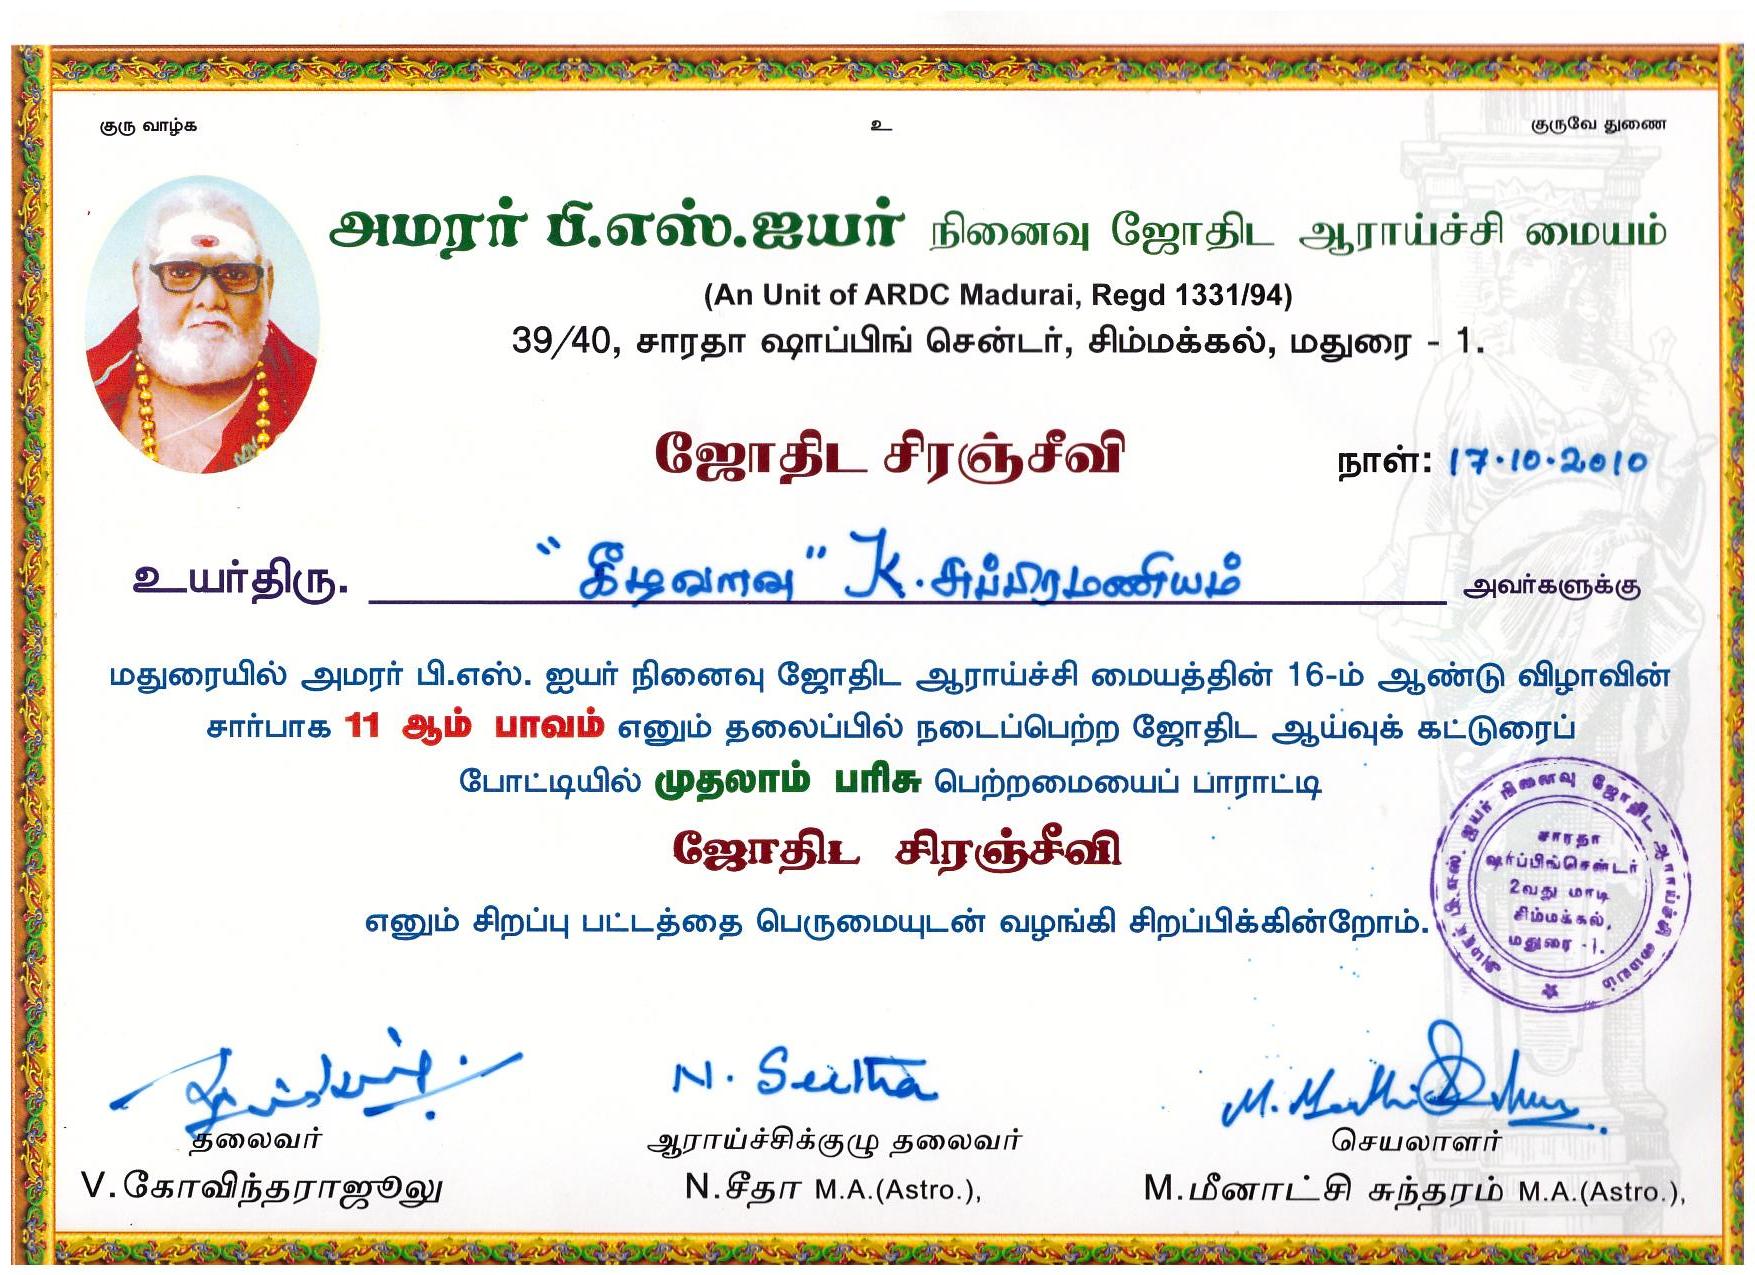 குரு வாழ்க உ குருவே துணை
அமரர் பி.எஸ்.ஐயர் நினைவு ஜோதிட ஆராய்ச்சி மையம்
(An Unit of ARDC Madurai, Regd 1331/94)
39/40, சாரதா ஷாப்பிங் சென்டர், சிம்மக்கல், மதுரை - 1.
ஜோதிட சிரஞ்சீவி நாள்: 17.10.2010
உயர்திரு. "கீழவளவு" K. சுப்பிரமணியம் அவர்களுக்கு
மதுரையில் அமரர் பி.எஸ். ஐயர் நினைவு ஜோதிட ஆராய்ச்சி மையத்தின் 16-ம் ஆண்டு விழாவின்
சார்பாக 11 ஆம் பாவம் எனும் தலைப்பில் நடைப்பெற்ற ஜோதிட ஆய்வுக் கட்டுரைப்
போட்டியில் முதலாம் பரிசு பெற்றமையைப் பாராட்டி
ஜோதிட சிரஞ்சீவி
எனும் சிறப்பு பட்டத்தை பெருமையுடன் வழங்கி சிறப்பிக்கின்றோம்.
அமரர் பி.எஸ். ஐயர் நினைவு ஜோதிட ஆராய்ச்சி மையம்
சாரதா
ஷாப்பிங்சென்டர்
2வது மாடி
சிம்மக்கல்,
மதுரை - 1.
N. Seetha
தலைவர் ஆராய்ச்சிக்குழு தலைவர் செயலாளர்
V.கோவிந்தராஜூலு N.சீதா M.A.(Astro.), M.மீனாட்சி சுந்தரம் M.A.(Astro.),